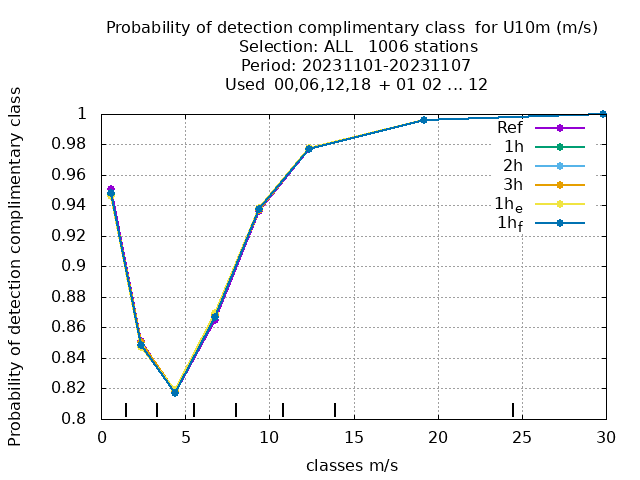 Probability of detection complimentary class  for U10m (m/s)
Selection: ALL   1006 stations
Period: 20231101-20231107
Used  00,06,12,18  + 01 02 ... 12
Probability of detection complimentary class
1
0.98
0.96
0.94
0.92
0.9
0.88
0.86
0.84
0.82
0.8
Ref
1h
2h
3h
1he
1hf
0 5 10 15 20 25 30
classes m/s